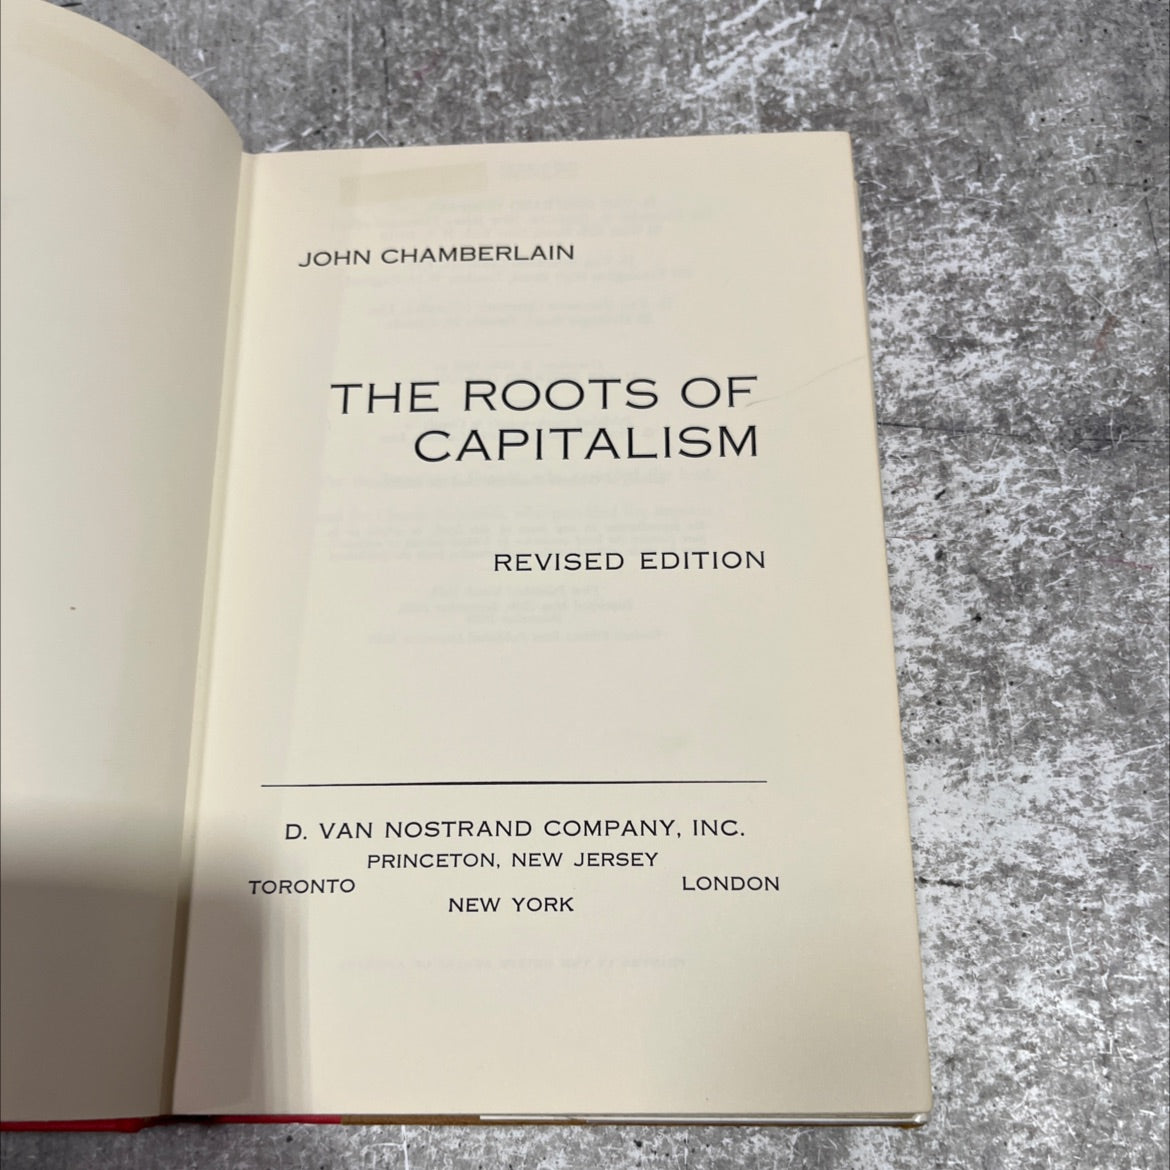 JOHN CHAMBERLAIN
THE ROOTS OF
CAPITALISM
REVISED EDITION
D. VAN NOSTRAND COMPANY, INC.
PRINCETON, NEW JERSEY
TORONTO LONDON
NEW YORK